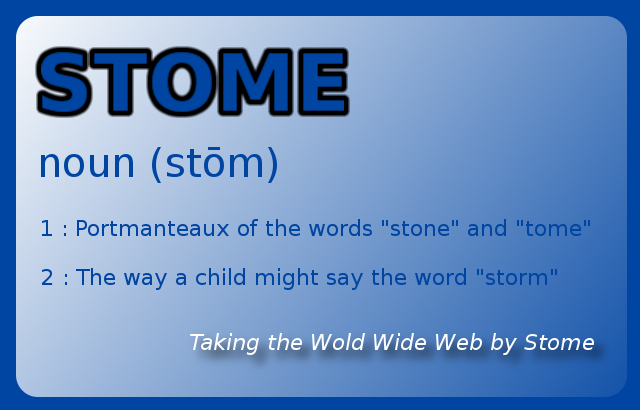 STOME
noun (stōm)
1 : Portmanteaux of the words "stone" and "tome"
2 : The way a child might say the word "storm"
Taking the Wold Wide Web by Stome